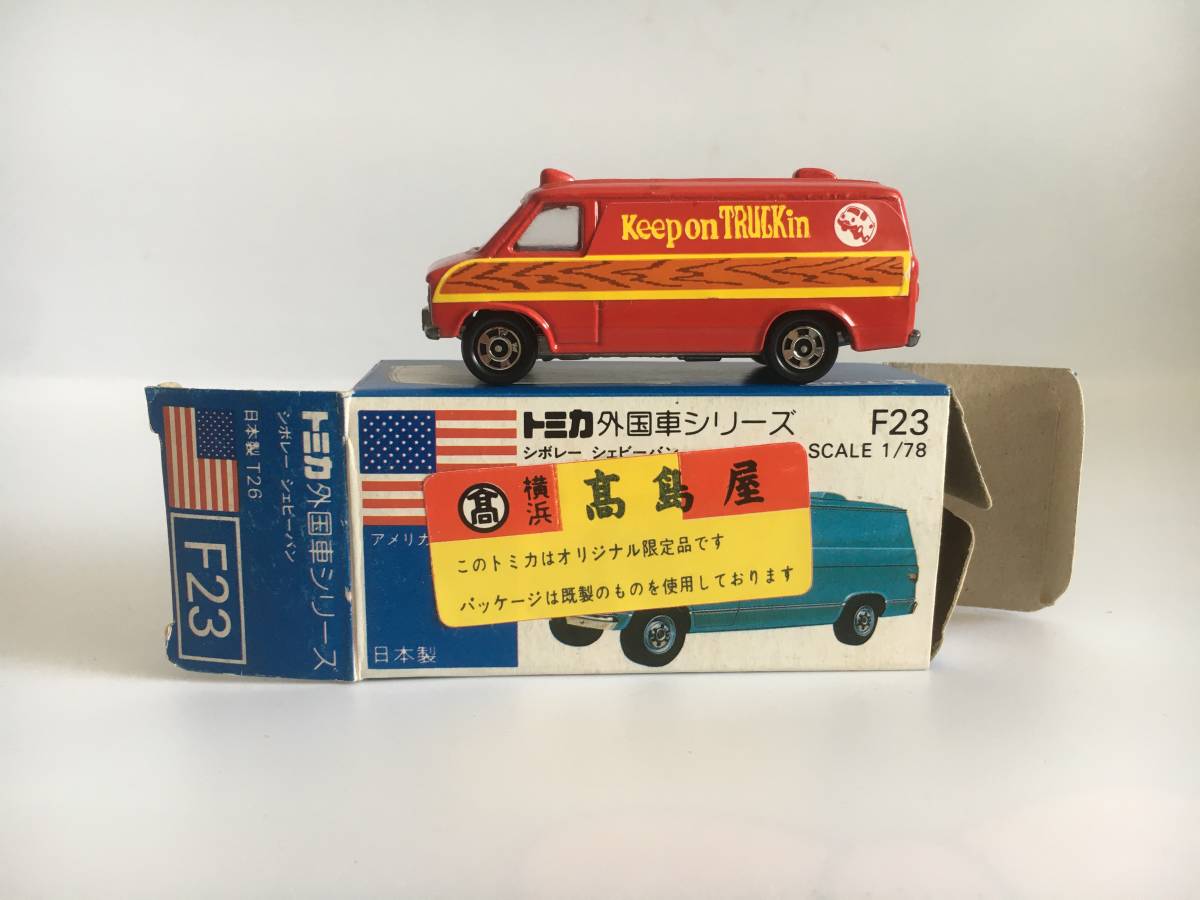 Keep on TRUCKin
トミカ外国車シリーズ F23
シボレー シェビーバン SCALE 1/78
高 横浜 髙島屋
このトミカはオリジナル限定品です
パッケージは既製のものを使用しております
アメリカ
日本製
トミカ外国車シリーズ
シボレー シェビーバン
日本製 T26
F23